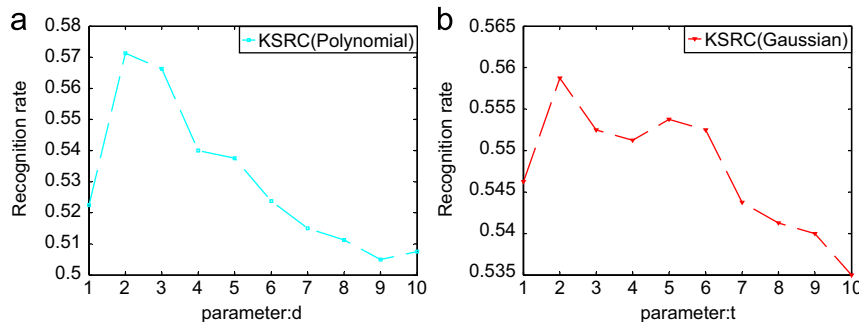 a
KSRC(Polynomial)
Recognition rate
0.58
0.57
0.56
0.55
0.54
0.53
0.52
0.51
0.5
1 2 3 4 5 6 7 8 9 10
parameter:d
b
KSRC(Gaussian)
Recognition rate
0.565
0.56
0.555
0.55
0.545
0.54
0.535
1 2 3 4 5 6 7 8 9 10
parameter:t